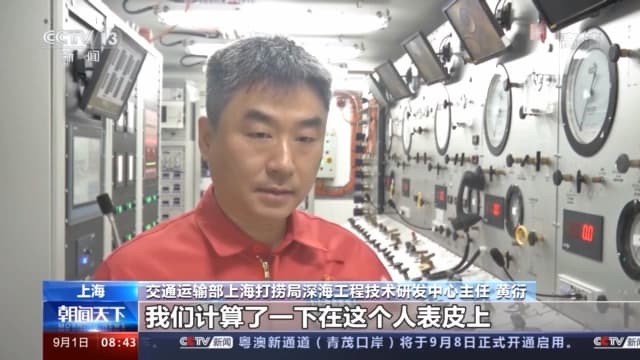 CCTV 13
新闻
上海
交通运输部上海打捞局深海工程技术研发中心主任 黄衍
朝闻天下
我们计算了一下在这个人表皮上
9月1日 08:43 CCTV新闻 粤澳新通道（青茂口岸）将于9月8日正式开通启用。 CCTV新闻